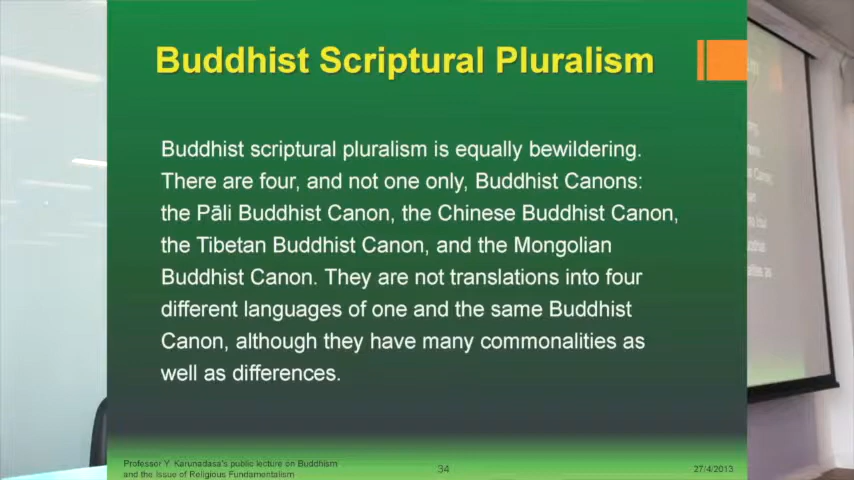 Buddhist Scriptural Pluralism
Buddhist scriptural pluralism is equally bewildering.
There are four, and not one only, Buddhist Canons:
the Pāli Buddhist Canon, the Chinese Buddhist Canon,
the Tibetan Buddhist Canon, and the Mongolian
Buddhist Canon. They are not translations into four
different languages of one and the same Buddhist
Canon, although they have many commonalities as
well as differences.
Professor Y. Karunadasa's public lecture on Buddhism
and the Issue of Religious Fundamentalism
34
27/4/2013